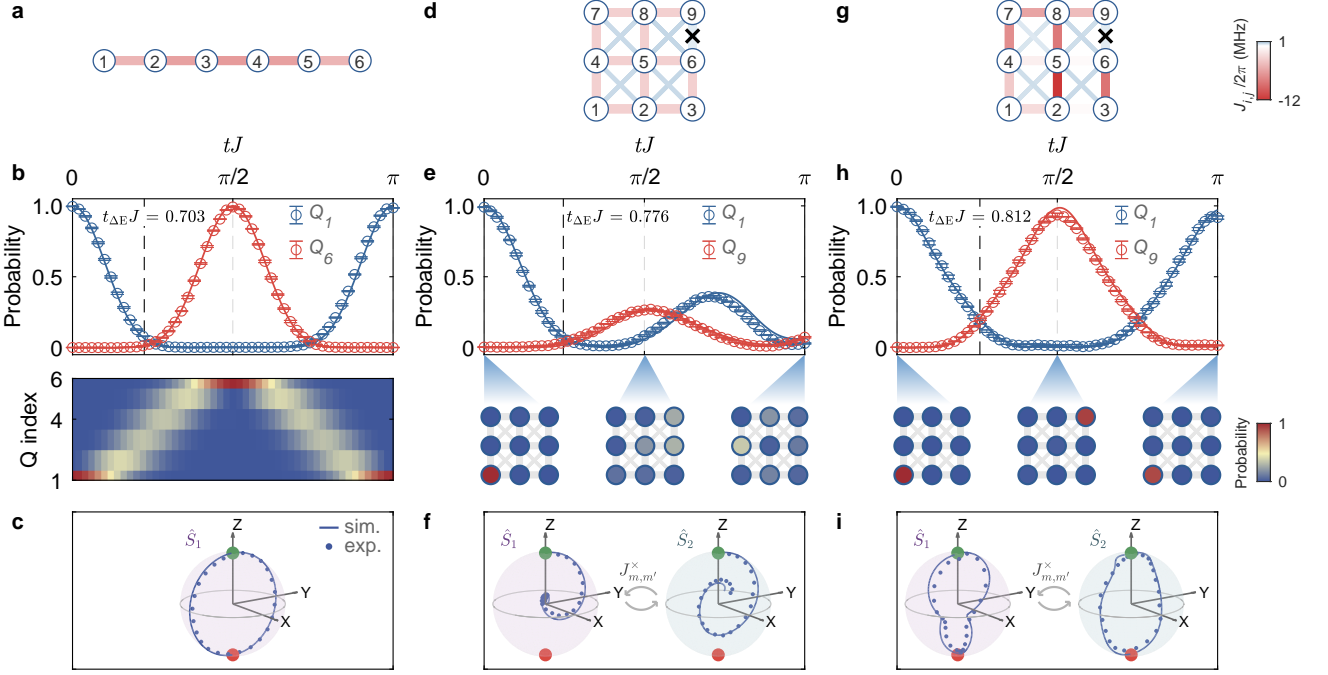 a
1 2 3 4 5 6
d
7 8 9
4 5 6
1 2 3
g
7 8 9
4 5 6
1 2 3
J_{i,j}/2π (MHz)
1
-12
b
tJ
0 π/2 π
t_{ΔE}J = 0.703
Q_1
Q_6
Probability
1.0
0.5
0
Q index
6
4
1
e
tJ
0 π/2 π
t_{ΔE}J = 0.776
Q_1
Q_9
Probability
1.0
0.5
0
h
tJ
0 π/2 π
t_{ΔE}J = 0.812
Q_1
Q_9
Probability
1.0
0.5
0
Probability
1
0
c
Ŝ_1
Z
Y
X
sim.
exp.
f
Ŝ_1
Z
Y
X
J^×_{m,m′}
Ŝ_2
Z
Y
X
i
Ŝ_1
Z
Y
X
J^×_{m,m′}
Ŝ_2
Z
Y
X